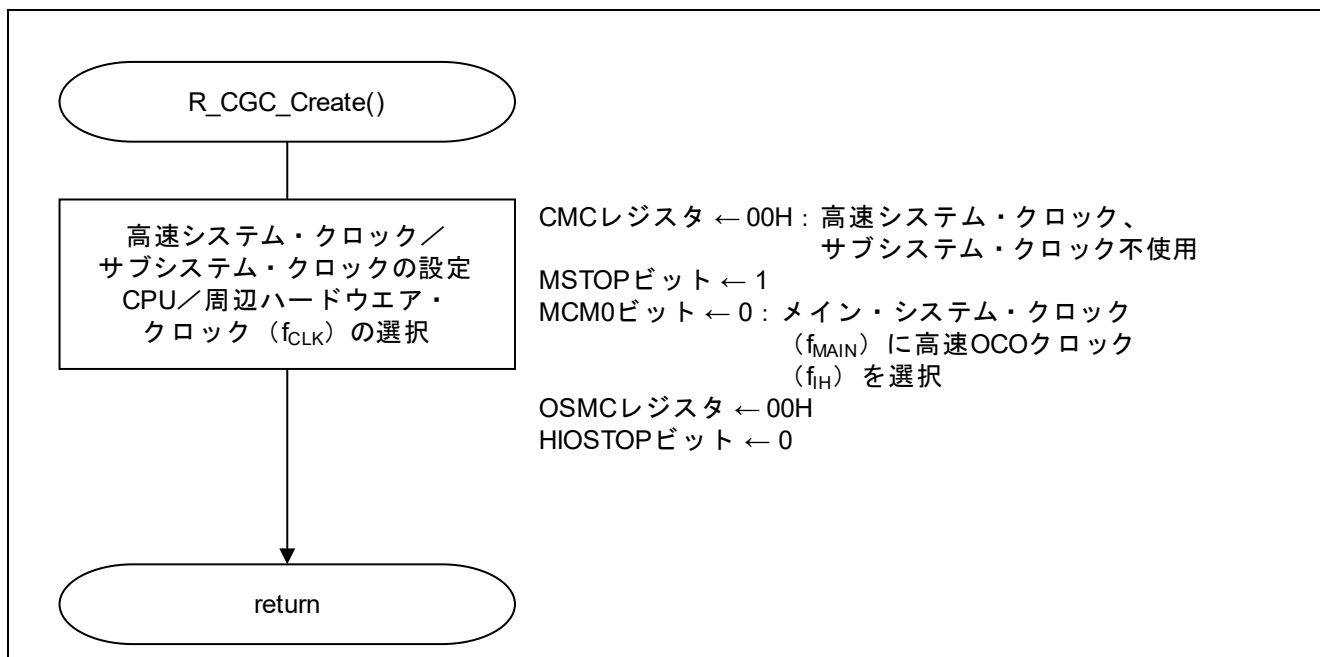 R_CGC_Create()
高速システム・クロック／
サブシステム・クロックの設定
CPU／周辺ハードウエア・
クロック（fCLK）の選択
CMCレジスタ ← 00H : 高速システム・クロック、
サブシステム・クロック不使用
MSTOPビット ← 1
MCM0ビット ← 0 : メイン・システム・クロック
（fMAIN）に高速OCOクロック
（fIH）を選択
OSMCレジスタ ← 00H
HIOSTOPビット ← 0
return